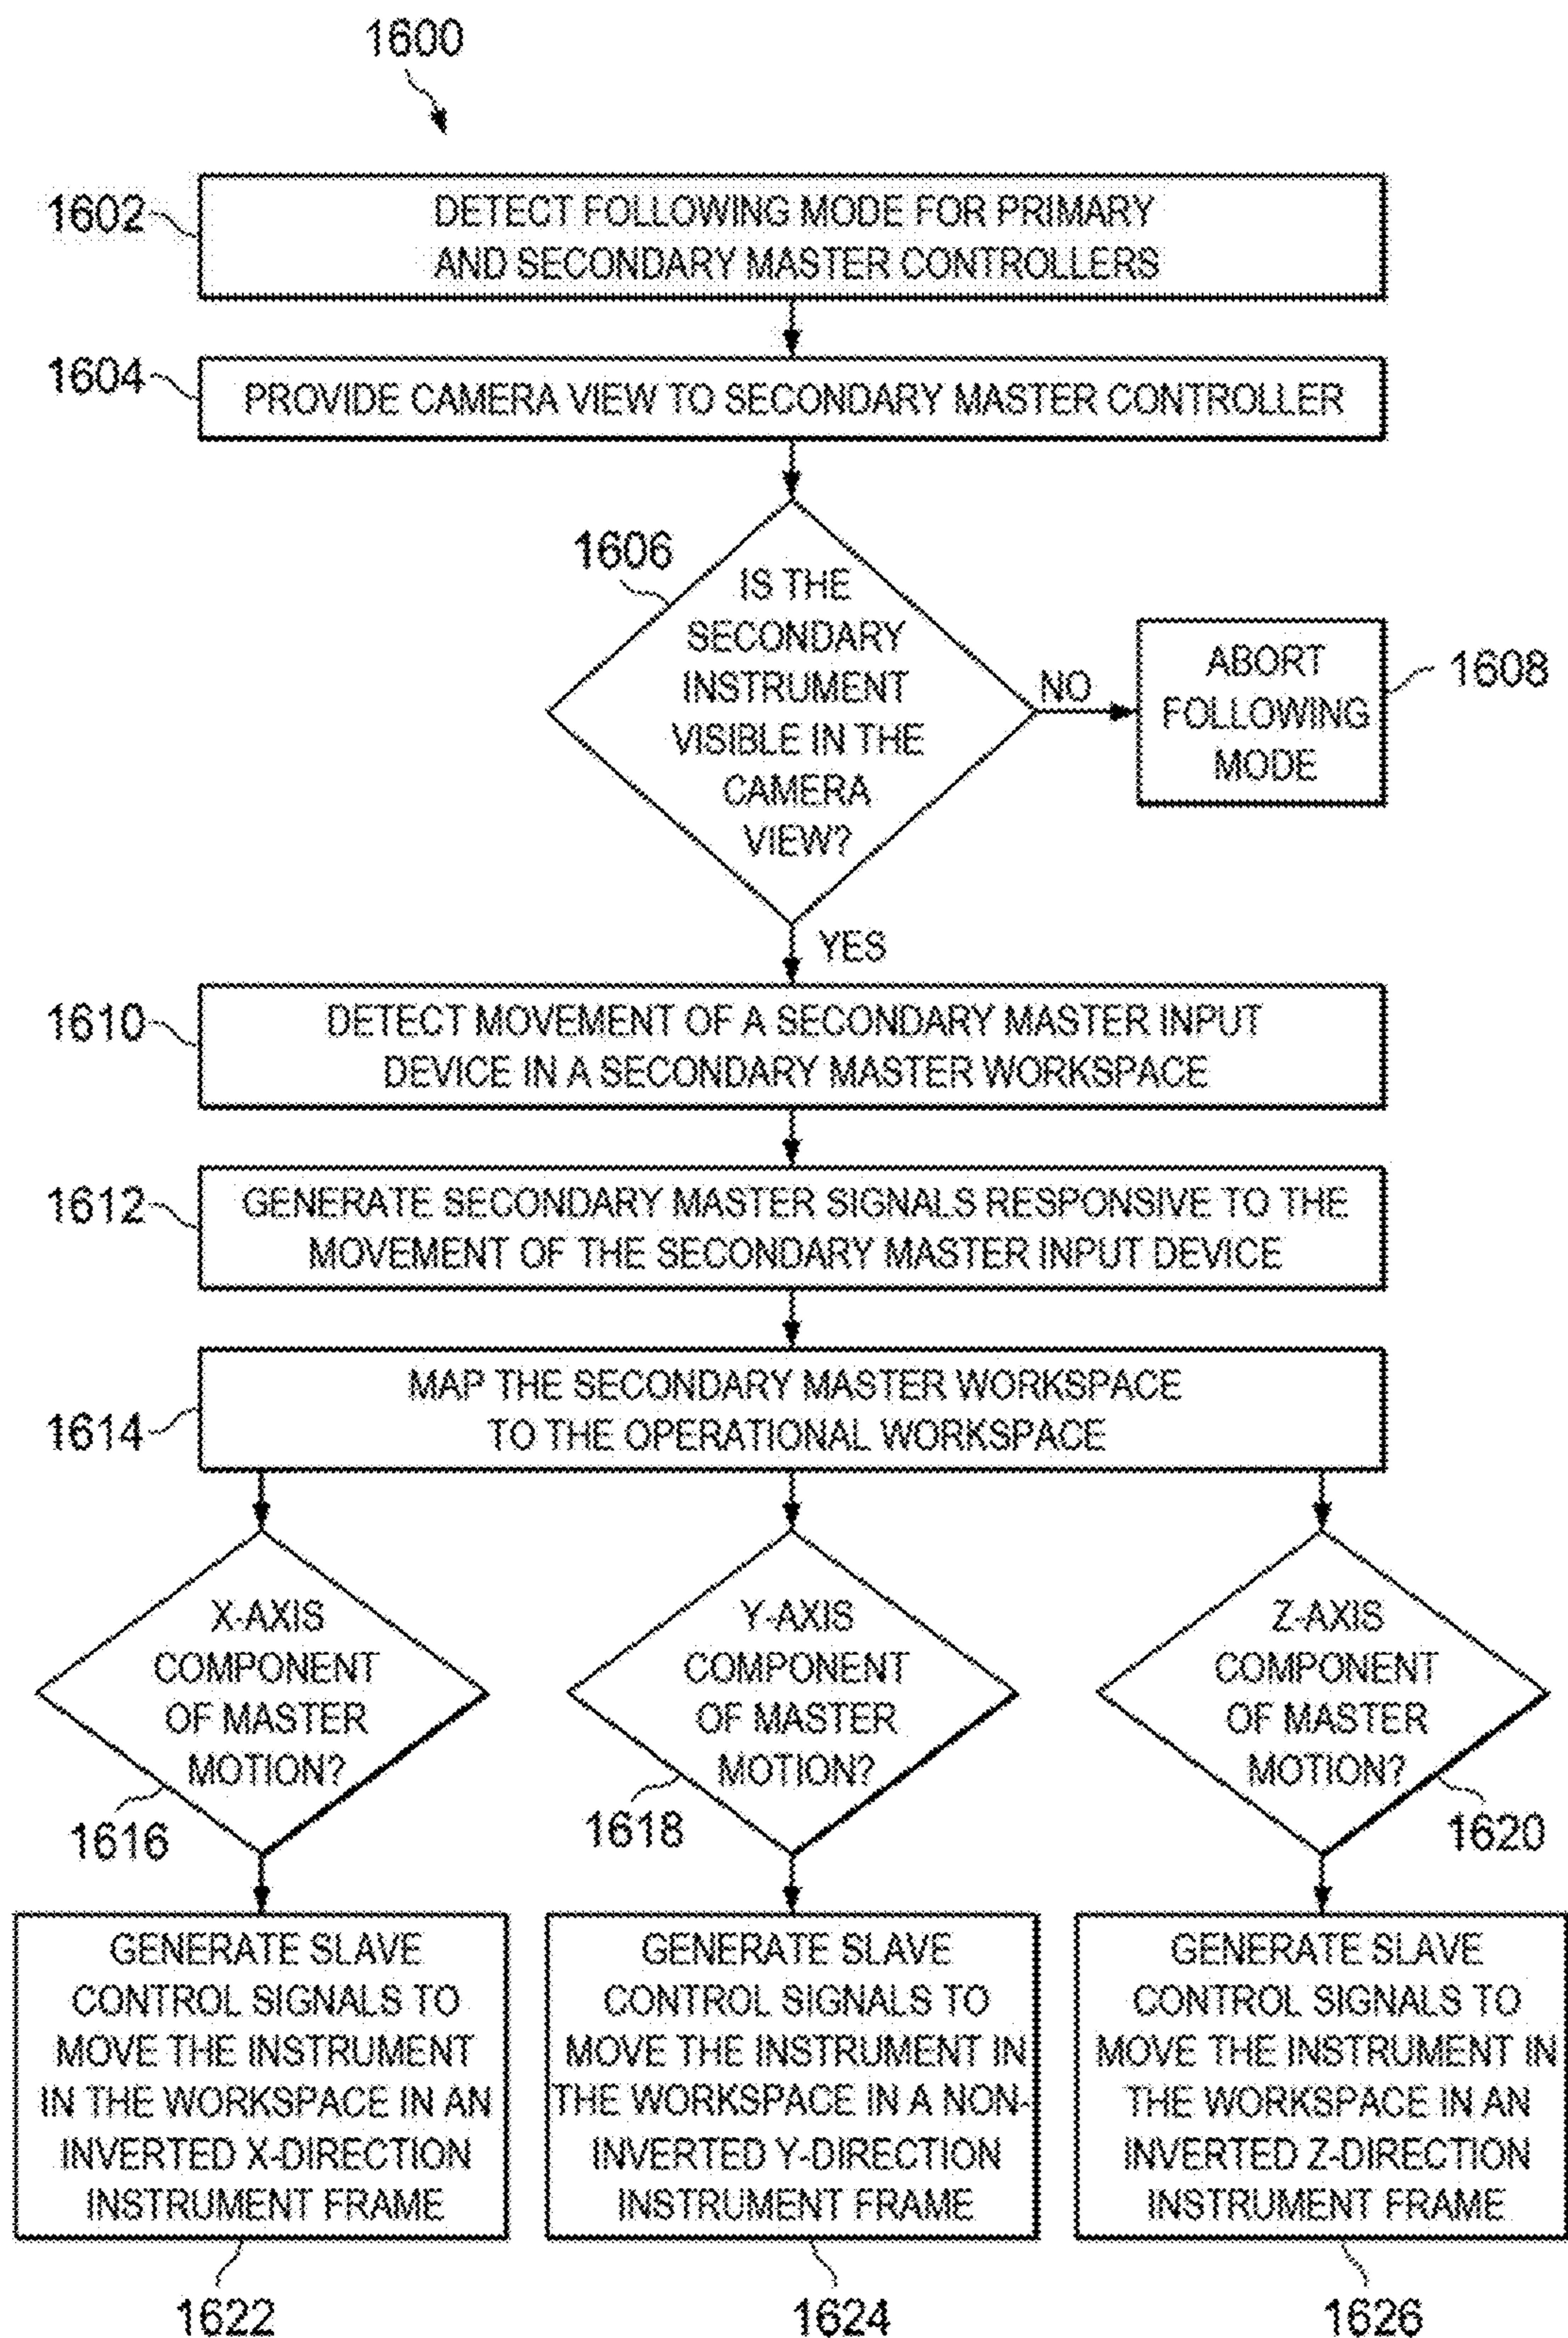 1600
1602
DETECT FOLLOWING MODE FOR PRIMARY
AND SECONDARY MASTER CONTROLLERS
1604
PROVIDE CAMERA VIEW TO SECONDARY MASTER CONTROLLER
1606
IS THE
SECONDARY
INSTRUMENT
VISIBLE IN THE
CAMERA
VIEW?
NO
ABORT
FOLLOWING
MODE
1608
YES
1610
DETECT MOVEMENT OF A SECONDARY MASTER INPUT
DEVICE IN A SECONDARY MASTER WORKSPACE
1612
GENERATE SECONDARY MASTER SIGNALS RESPONSIVE TO THE
MOVEMENT OF THE SECONDARY MASTER INPUT DEVICE
1614
MAP THE SECONDARY MASTER WORKSPACE
TO THE OPERATIONAL WORKSPACE
X-AXIS
COMPONENT
OF MASTER
MOTION?
1616
Y-AXIS
COMPONENT
OF MASTER
MOTION?
1618
Z-AXIS
COMPONENT
OF MASTER
MOTION?
1620
GENERATE SLAVE
CONTROL SIGNALS TO
MOVE THE INSTRUMENT
IN THE WORKSPACE IN AN
INVERTED X-DIRECTION
INSTRUMENT FRAME
1622
GENERATE SLAVE
CONTROL SIGNALS TO
MOVE THE INSTRUMENT IN
THE WORKSPACE IN A NON-
INVERTED Y-DIRECTION
INSTRUMENT FRAME
1624
GENERATE SLAVE
CONTROL SIGNALS TO
MOVE THE INSTRUMENT IN
THE WORKSPACE IN AN
INVERTED Z-DIRECTION
INSTRUMENT FRAME
1626